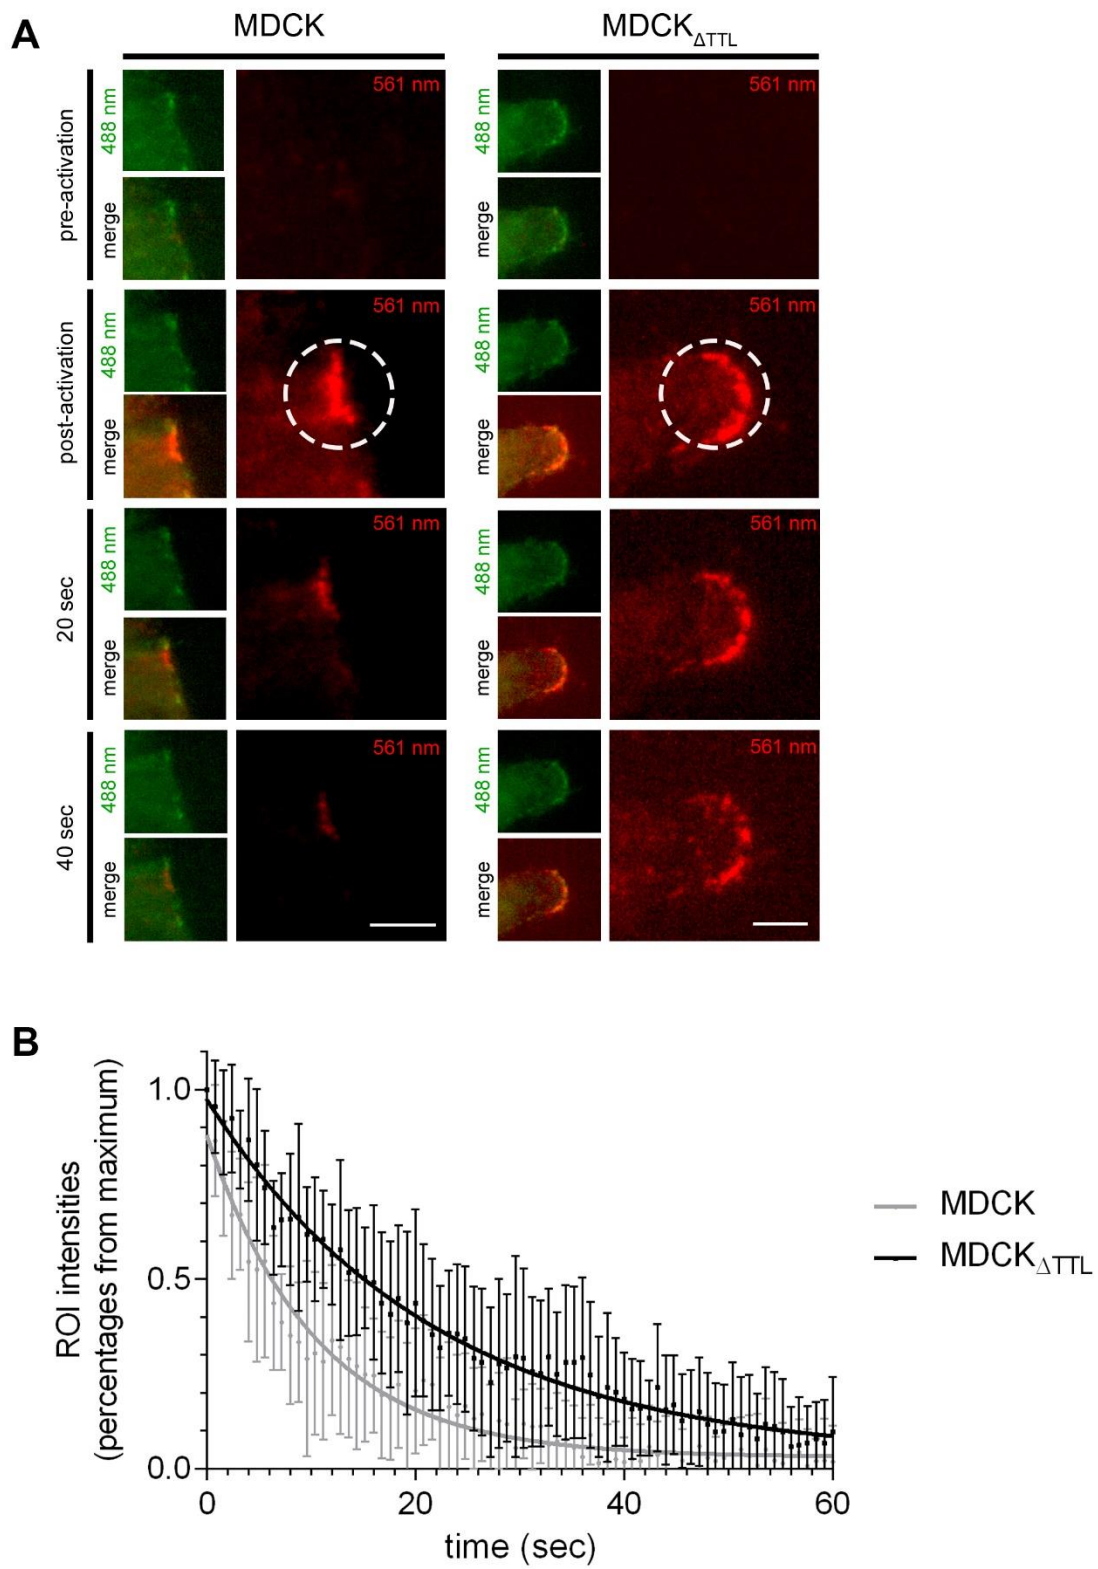 A
MDCK
MDCKΔTTL
pre-activation
488 nm
merge
561 nm
488 nm
merge
561 nm
post-activation
488 nm
merge
561 nm
488 nm
merge
561 nm
20 sec
488 nm
merge
561 nm
488 nm
merge
561 nm
40 sec
488 nm
merge
561 nm
488 nm
merge
561 nm
B
ROI intensities
(percentages from maximum)
1.0
0.5
0.0
0
20
40
60
time (sec)
MDCK
MDCKΔTTL